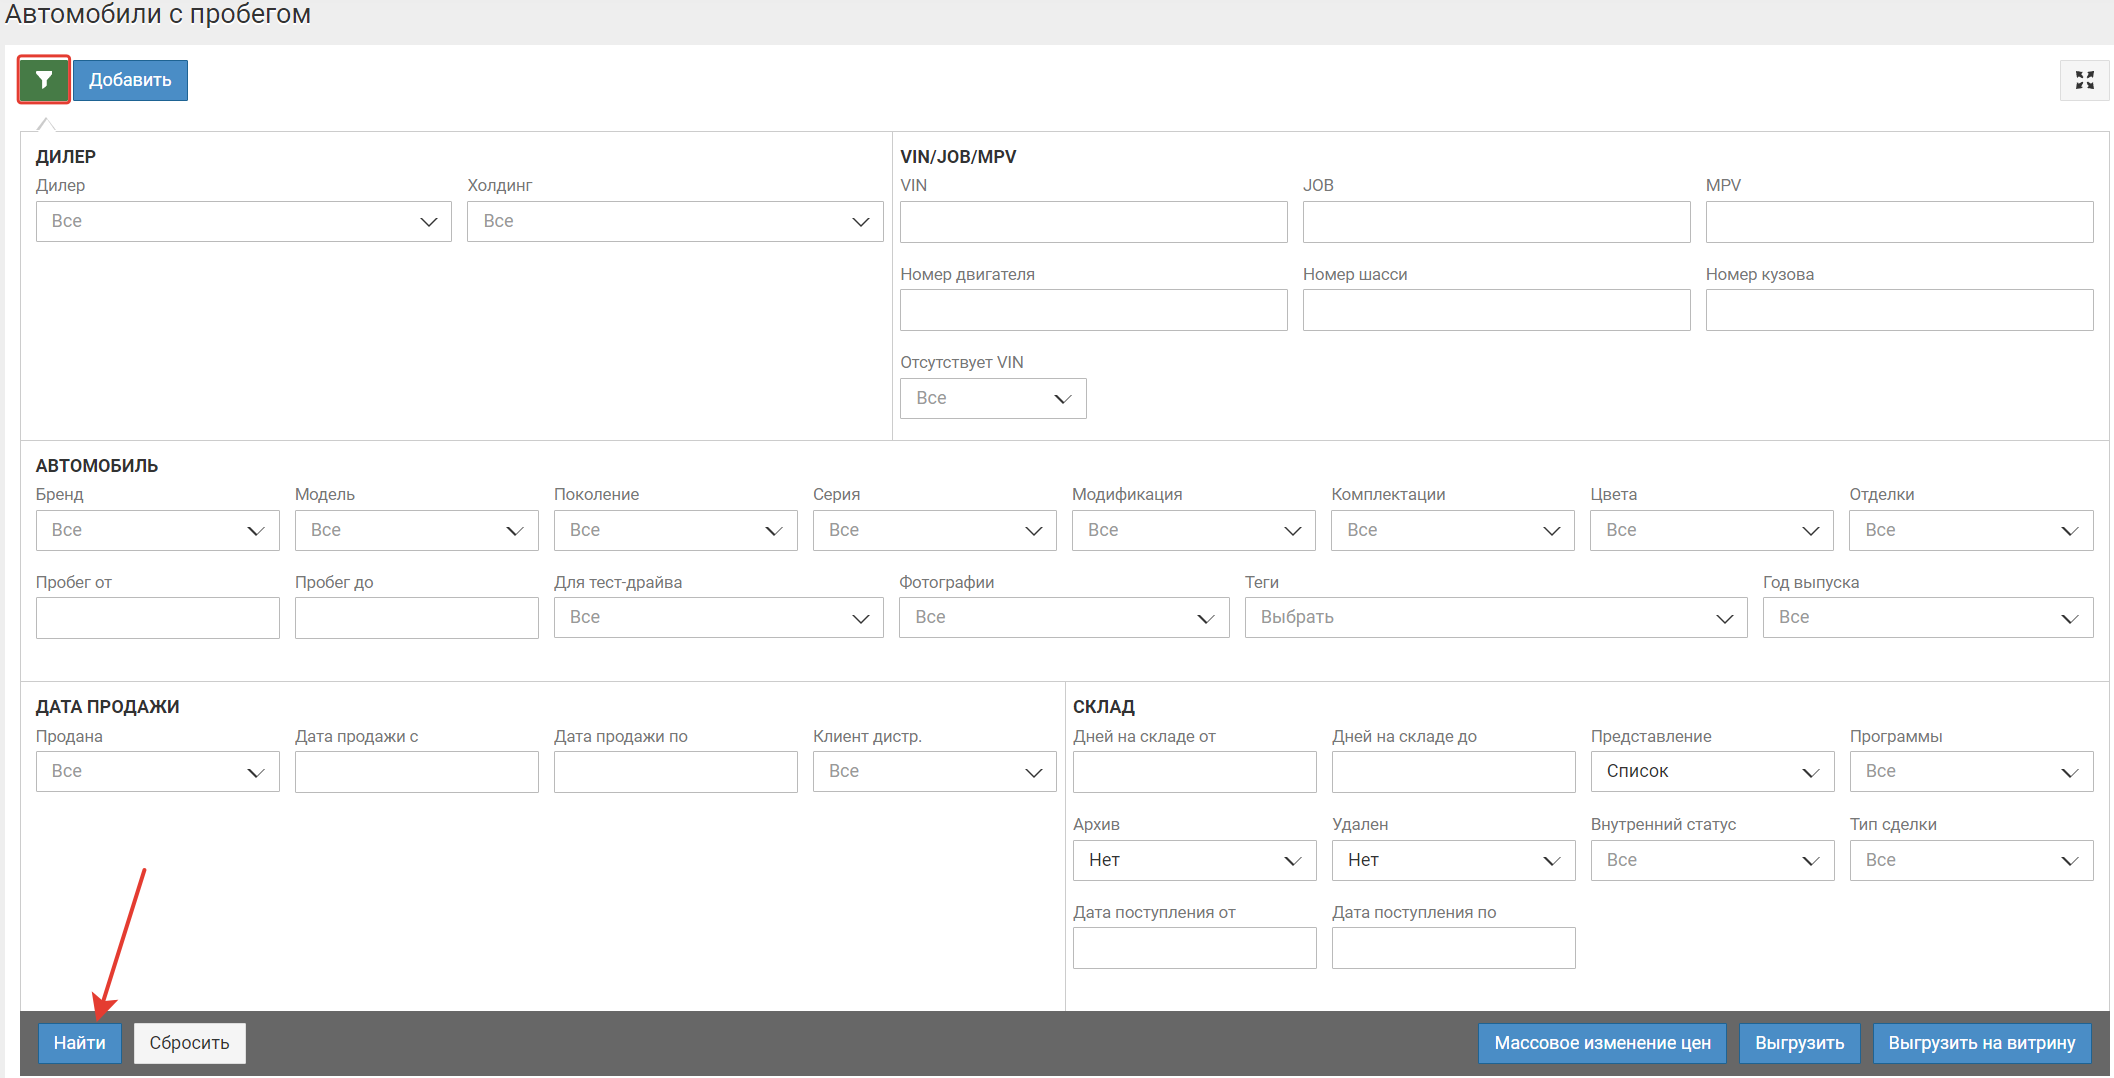 Автомобили с пробегом
Добавить
ДИЛЕР
Дилер Холдинг
Все Все
VIN/JOB/MPV
VIN JOB MPV
Номер двигателя Номер шасси Номер кузова
Отсутствует VIN
Все
АВТОМОБИЛЬ
Бренд Модель Поколение Серия Модификация Комплектации Цвета Отделки
Все Все Все Все Все Все Все Все
Пробег от Пробег до Для тест-драйва Фотографии Теги Год выпуска
Все Все Выбрать Все
ДАТА ПРОДАЖИ
Продана Дата продажи с Дата продажи по Клиент дистр.
Все Все
СКЛАД
Дней на складе от Дней на складе до Представление Программы
Список Все
Архив Удален Внутренний статус Тип сделки
Нет Нет Все Все
Дата поступления от Дата поступления по
Найти Сбросить Массовое изменение цен Выгрузить Выгрузить на витрину